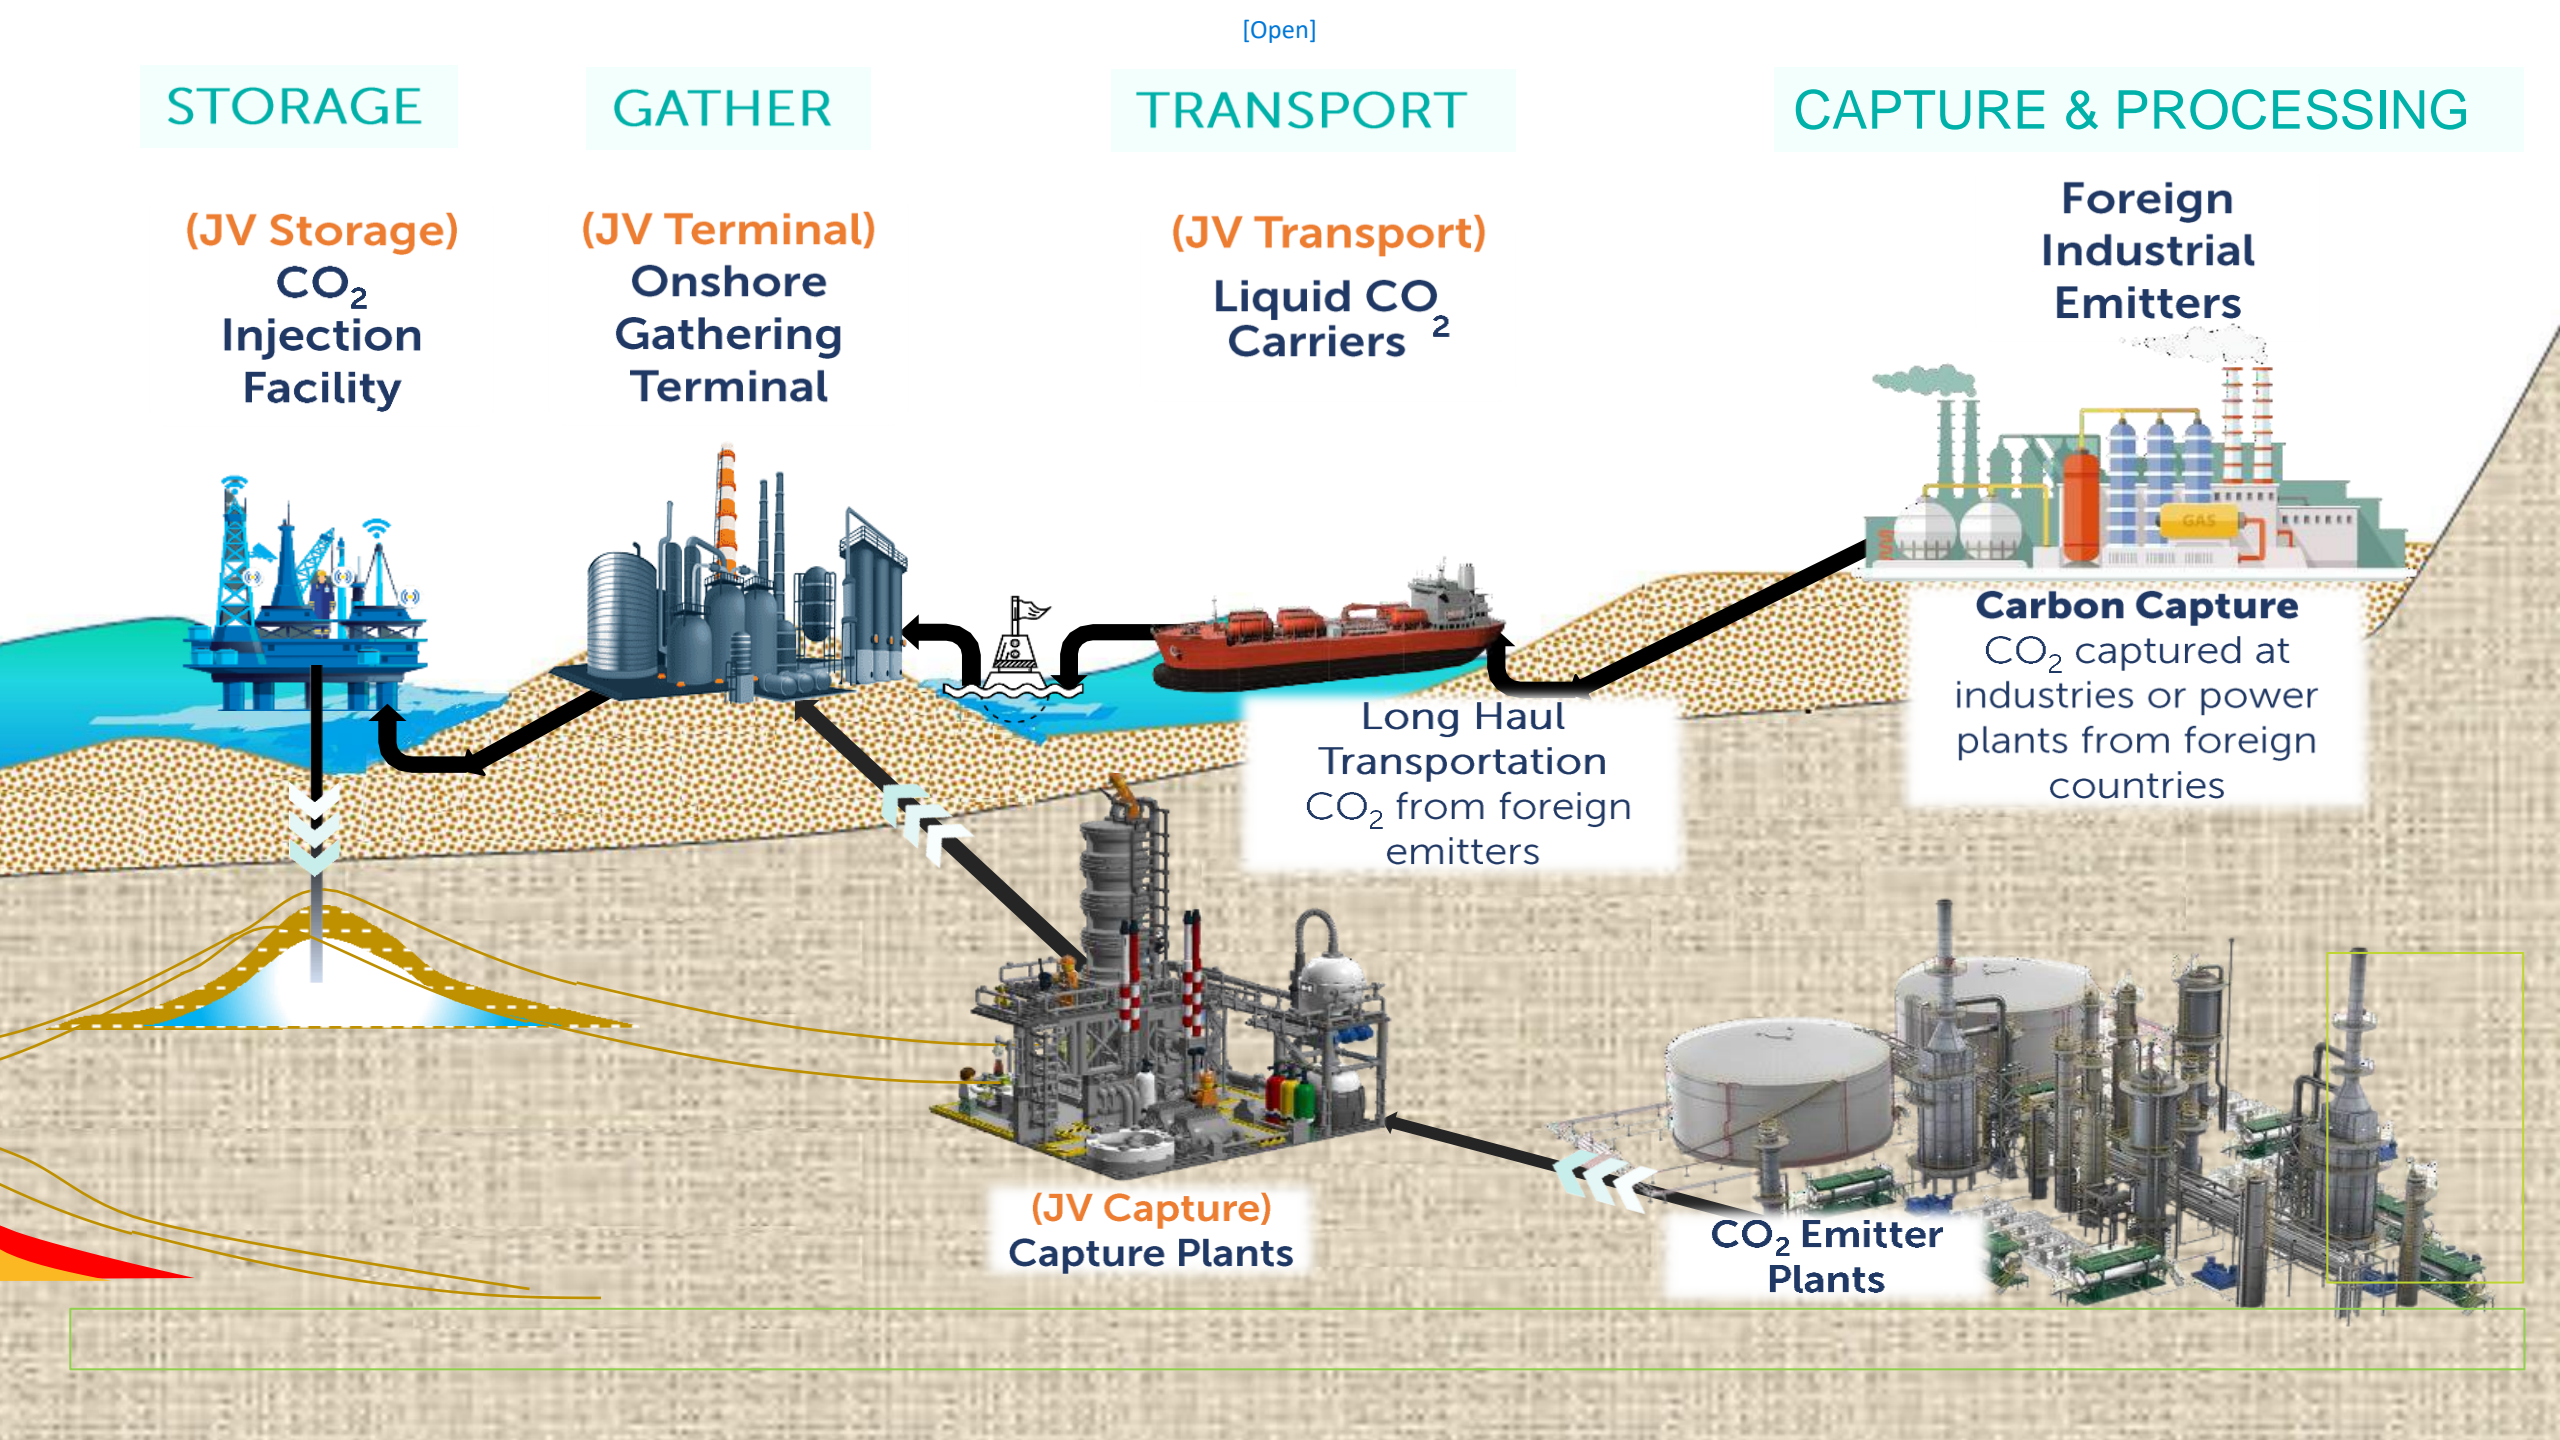 [Open]
STORAGE
(JV Storage)
CO2
Injection
Facility
GATHER
(JV Terminal)
Onshore
Gathering
Terminal
TRANSPORT
(JV Transport)
Liquid CO2
Carriers
CAPTURE & PROCESSING
Foreign
Industrial
Emitters
GAS
Carbon Capture
CO2 captured at
industries or power
plants from foreign
countries
Long Haul
Transportation
CO2 from foreign
emitters
(JV Capture)
Capture Plants
CO2 Emitter
Plants